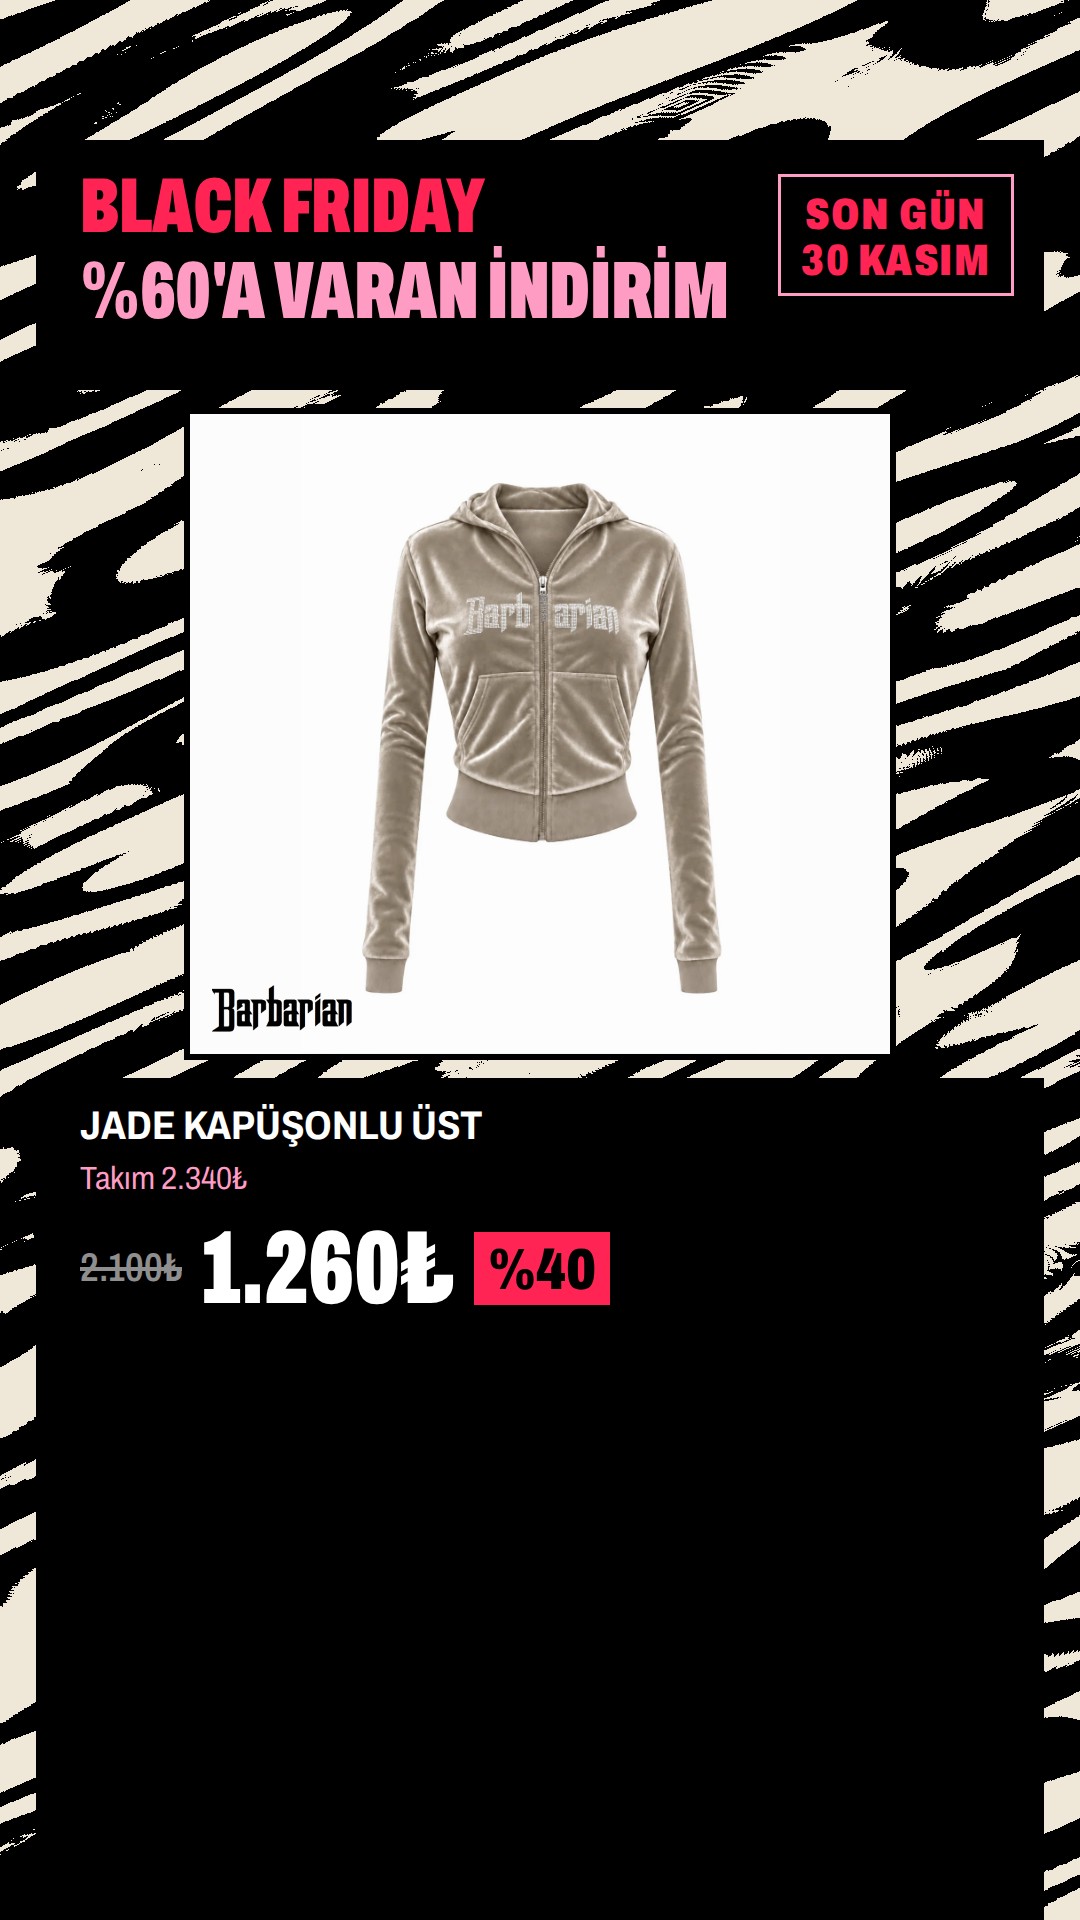 BLACK FRIDAY
%60'A VARAN İNDİRİM
SON GÜN
30 KASIM
Barbarian
Barbarian
JADE KAPÜŞONLU ÜST
Takım 2.340₺
2.100₺ 1.260₺ %40